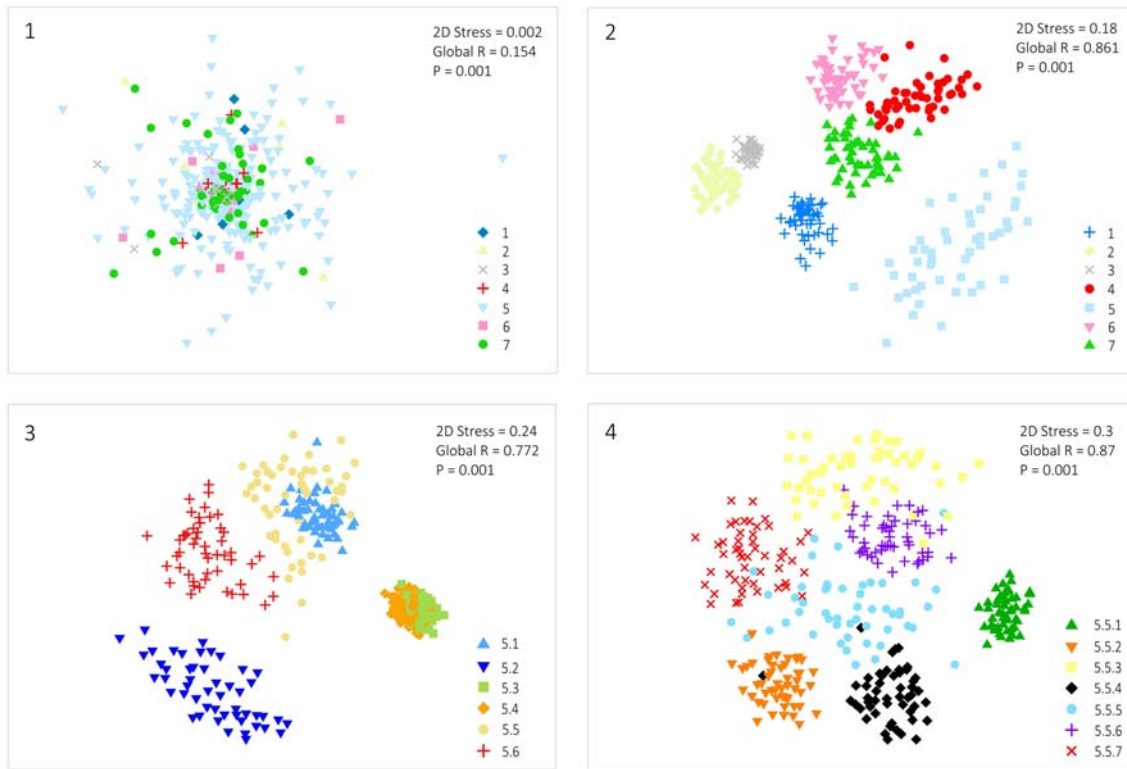 1
2D Stress = 0.002
Global R = 0.154
P = 0.001
1
2
3
4
5
6
7
2
2D Stress = 0.18
Global R = 0.861
P = 0.001
1
2
3
4
5
6
7
3
2D Stress = 0.24
Global R = 0.772
P = 0.001
5.1
5.2
5.3
5.4
5.5
5.6
4
2D Stress = 0.3
Global R = 0.87
P = 0.001
5.5.1
5.5.2
5.5.3
5.5.4
5.5.5
5.5.6
5.5.7